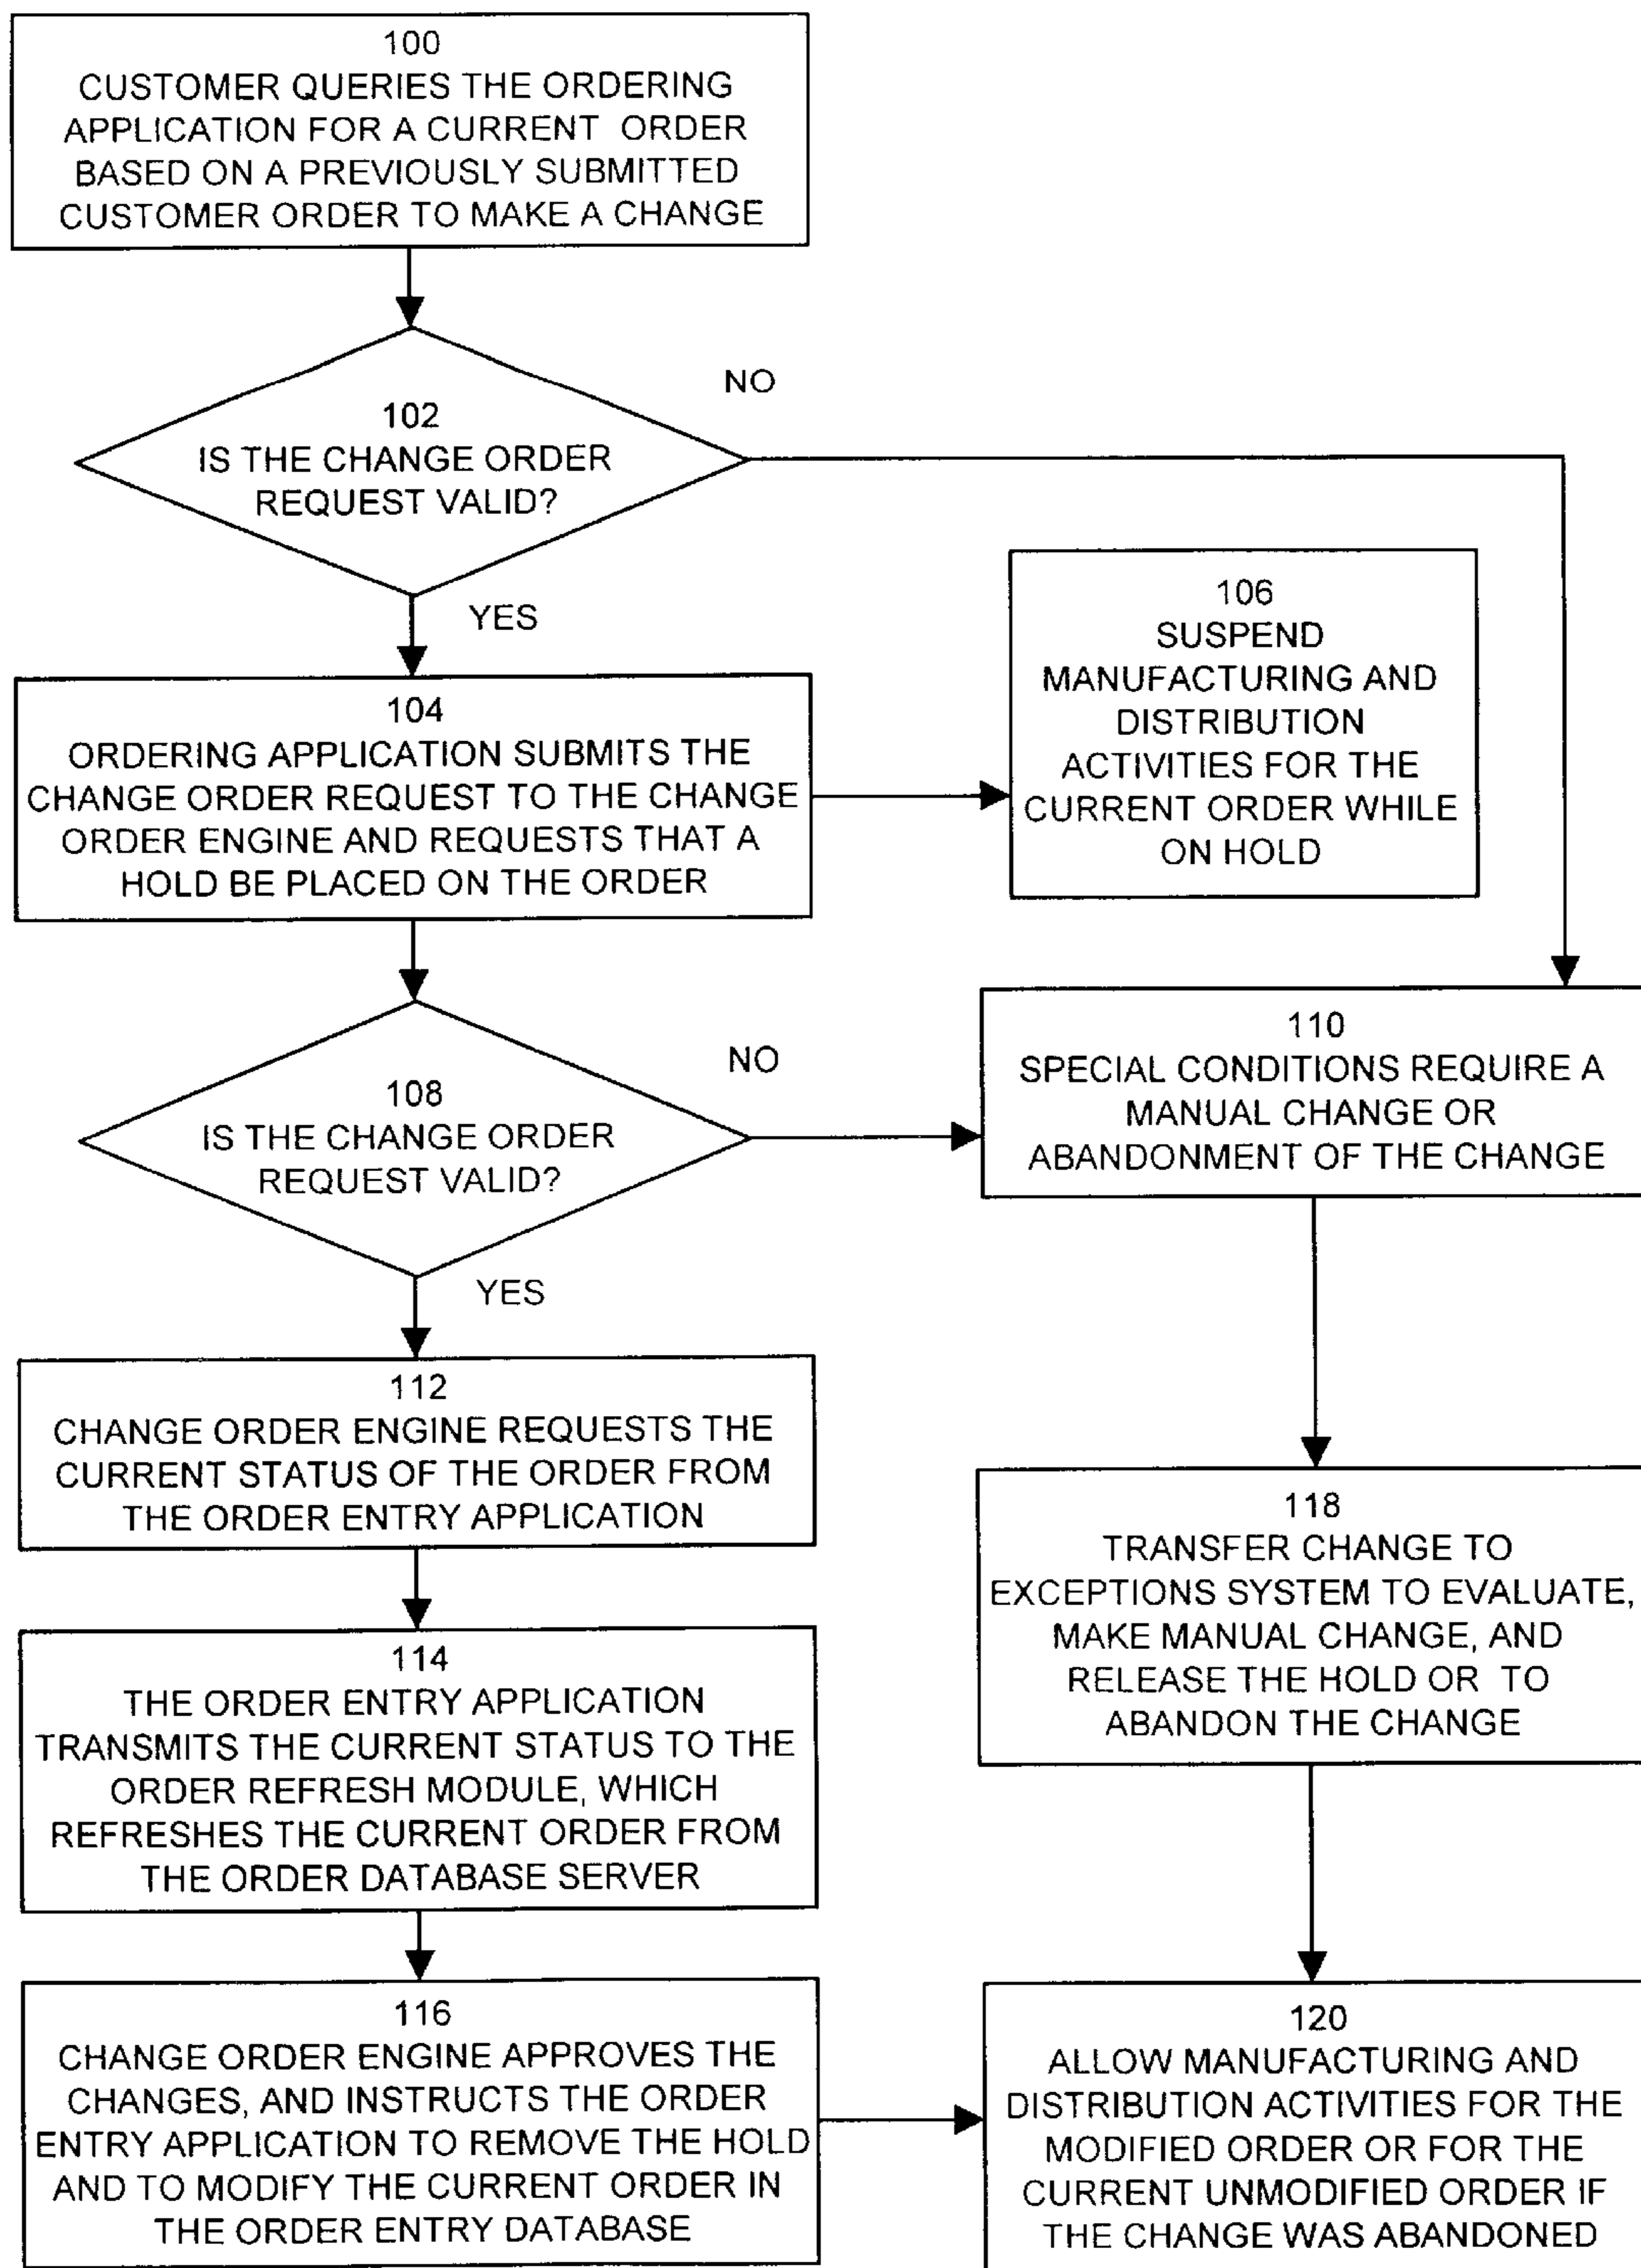 100
CUSTOMER QUERIES THE ORDERING
APPLICATION FOR A CURRENT ORDER
BASED ON A PREVIOUSLY SUBMITTED
CUSTOMER ORDER TO MAKE A CHANGE
NO
102
IS THE CHANGE ORDER
REQUEST VALID?
YES
106
SUSPEND
MANUFACTURING AND
DISTRIBUTION
ACTIVITIES FOR THE
CURRENT ORDER WHILE
ON HOLD
104
ORDERING APPLICATION SUBMITS THE
CHANGE ORDER REQUEST TO THE CHANGE
ORDER ENGINE AND REQUESTS THAT A
HOLD BE PLACED ON THE ORDER
NO
108
IS THE CHANGE ORDER
REQUEST VALID?
YES
110
SPECIAL CONDITIONS REQUIRE A
MANUAL CHANGE OR
ABANDONMENT OF THE CHANGE
112
CHANGE ORDER ENGINE REQUESTS THE
CURRENT STATUS OF THE ORDER FROM
THE ORDER ENTRY APPLICATION
118
TRANSFER CHANGE TO
EXCEPTIONS SYSTEM TO EVALUATE,
MAKE MANUAL CHANGE, AND
RELEASE THE HOLD OR TO
ABANDON THE CHANGE
114
THE ORDER ENTRY APPLICATION
TRANSMITS THE CURRENT STATUS TO THE
ORDER REFRESH MODULE, WHICH
REFRESHES THE CURRENT ORDER FROM
THE ORDER DATABASE SERVER
116
CHANGE ORDER ENGINE APPROVES THE
CHANGES, AND INSTRUCTS THE ORDER
ENTRY APPLICATION TO REMOVE THE HOLD
AND TO MODIFY THE CURRENT ORDER IN
THE ORDER ENTRY DATABASE
120
ALLOW MANUFACTURING AND
DISTRIBUTION ACTIVITIES FOR THE
MODIFIED ORDER OR FOR THE
CURRENT UNMODIFIED ORDER IF
THE CHANGE WAS ABANDONED